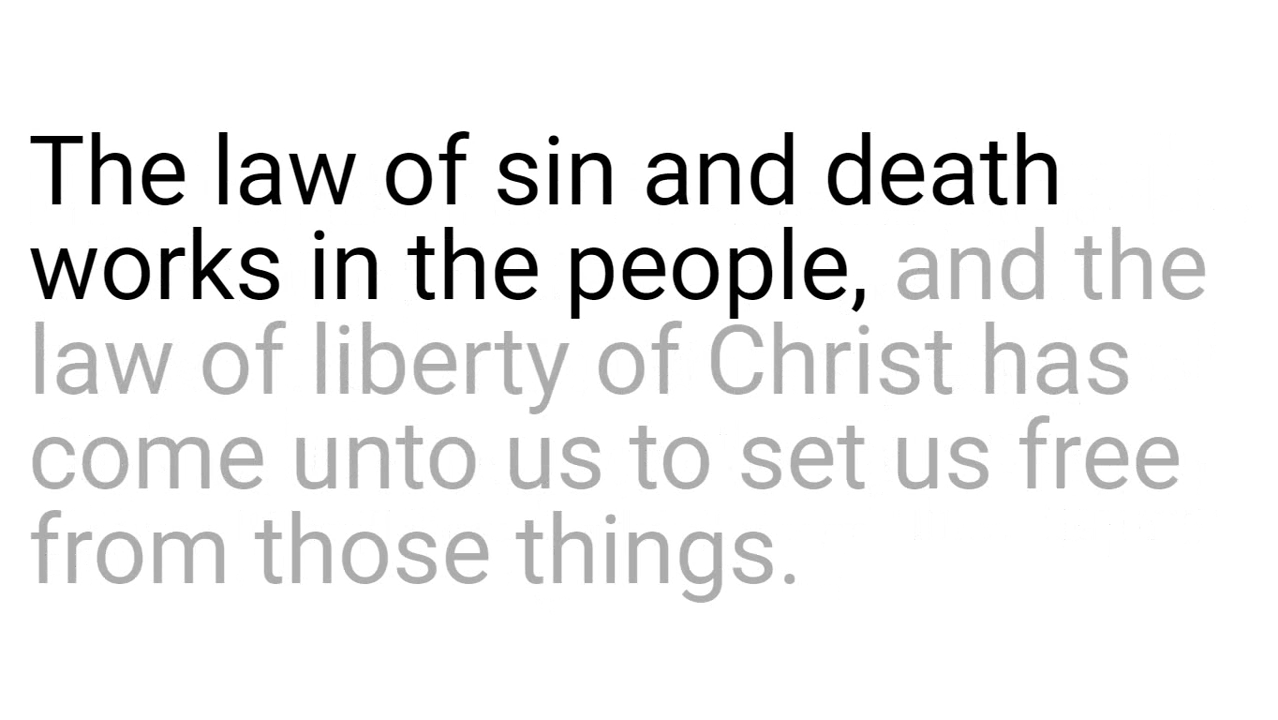 The law of sin and death
works in the people, and the
law of liberty of Christ has
come unto us to set us free
from those things.